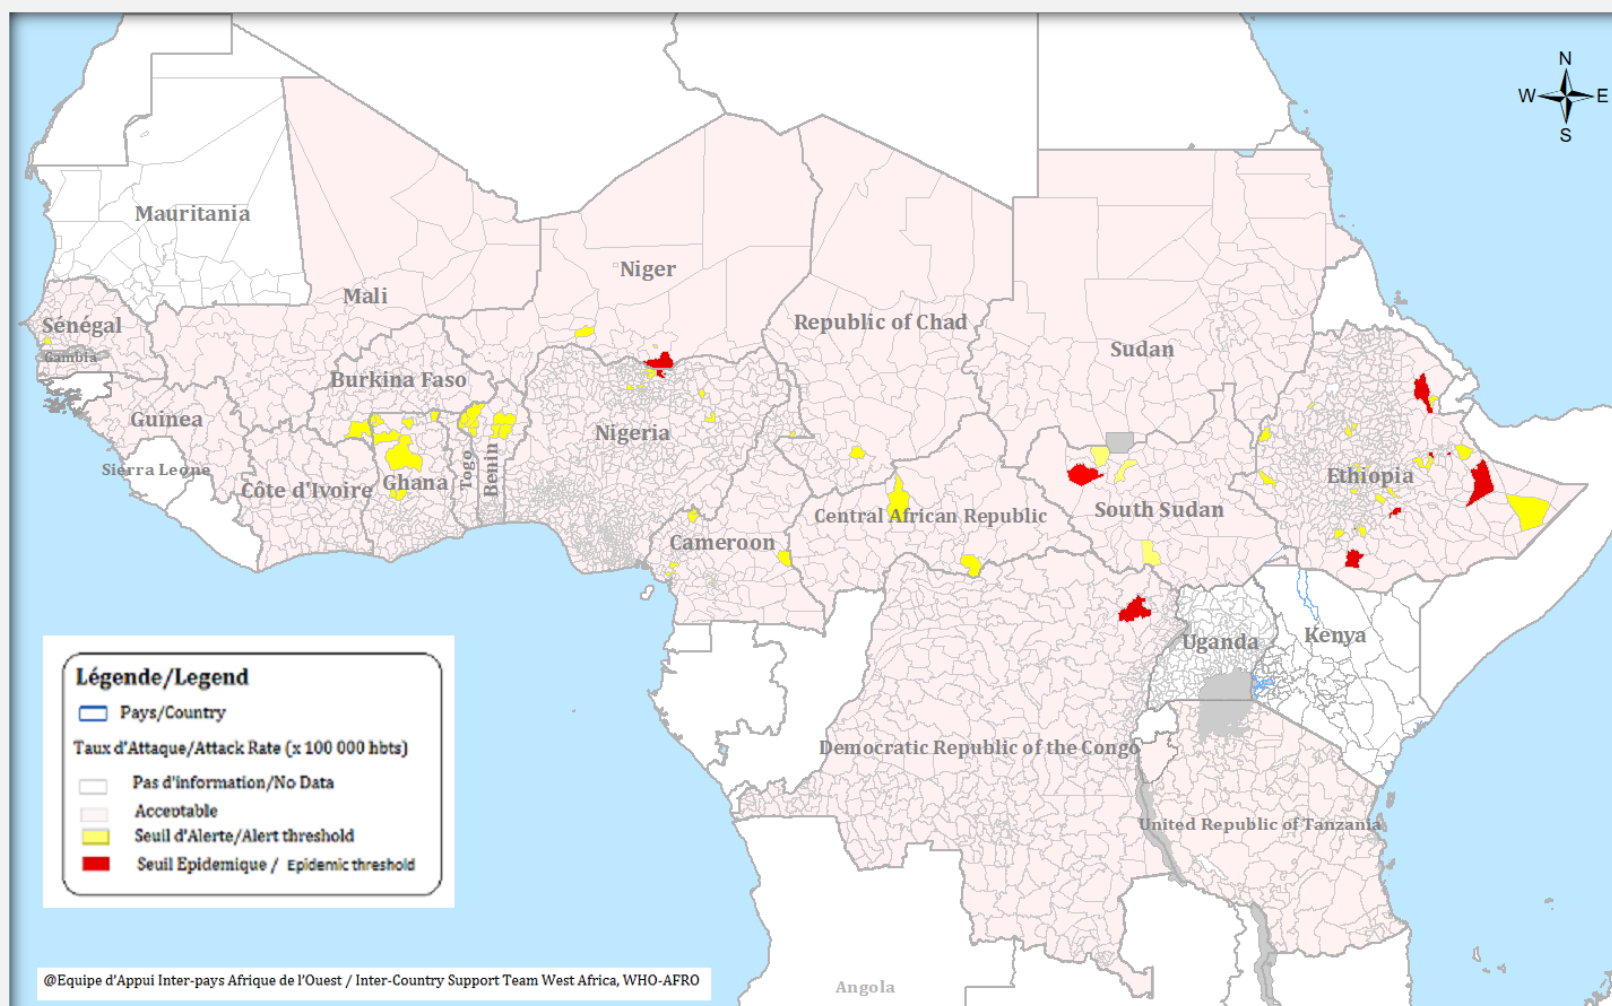 N
W E
S
Mauritania
Niger
Mali
Sénégal
Gambia
Republic of Chad
Sudan
Burkina Faso
Guinea
Nigeria
Sierra Leone
Côte d'Ivoire
Ghana
Togo
Benin
Ethiopia
South Sudan
Central African Republic
Cameroon
Uganda
Kenya
Democratic Republic of the Congo
United Republic of Tanzania
Angola
Légende/Legend
Pays/Country
Taux d'Attaque/Attack Rate (x 100 000 hbts)
Pas d'information/No Data
Acceptable
Seuil d'Alerte/Alert threshold
Seuil Epidemique / Epidemic threshold
@Equipe d'Appui Inter-pays Afrique de l'Ouest / Inter-Country Support Team West Africa, WHO-AFRO